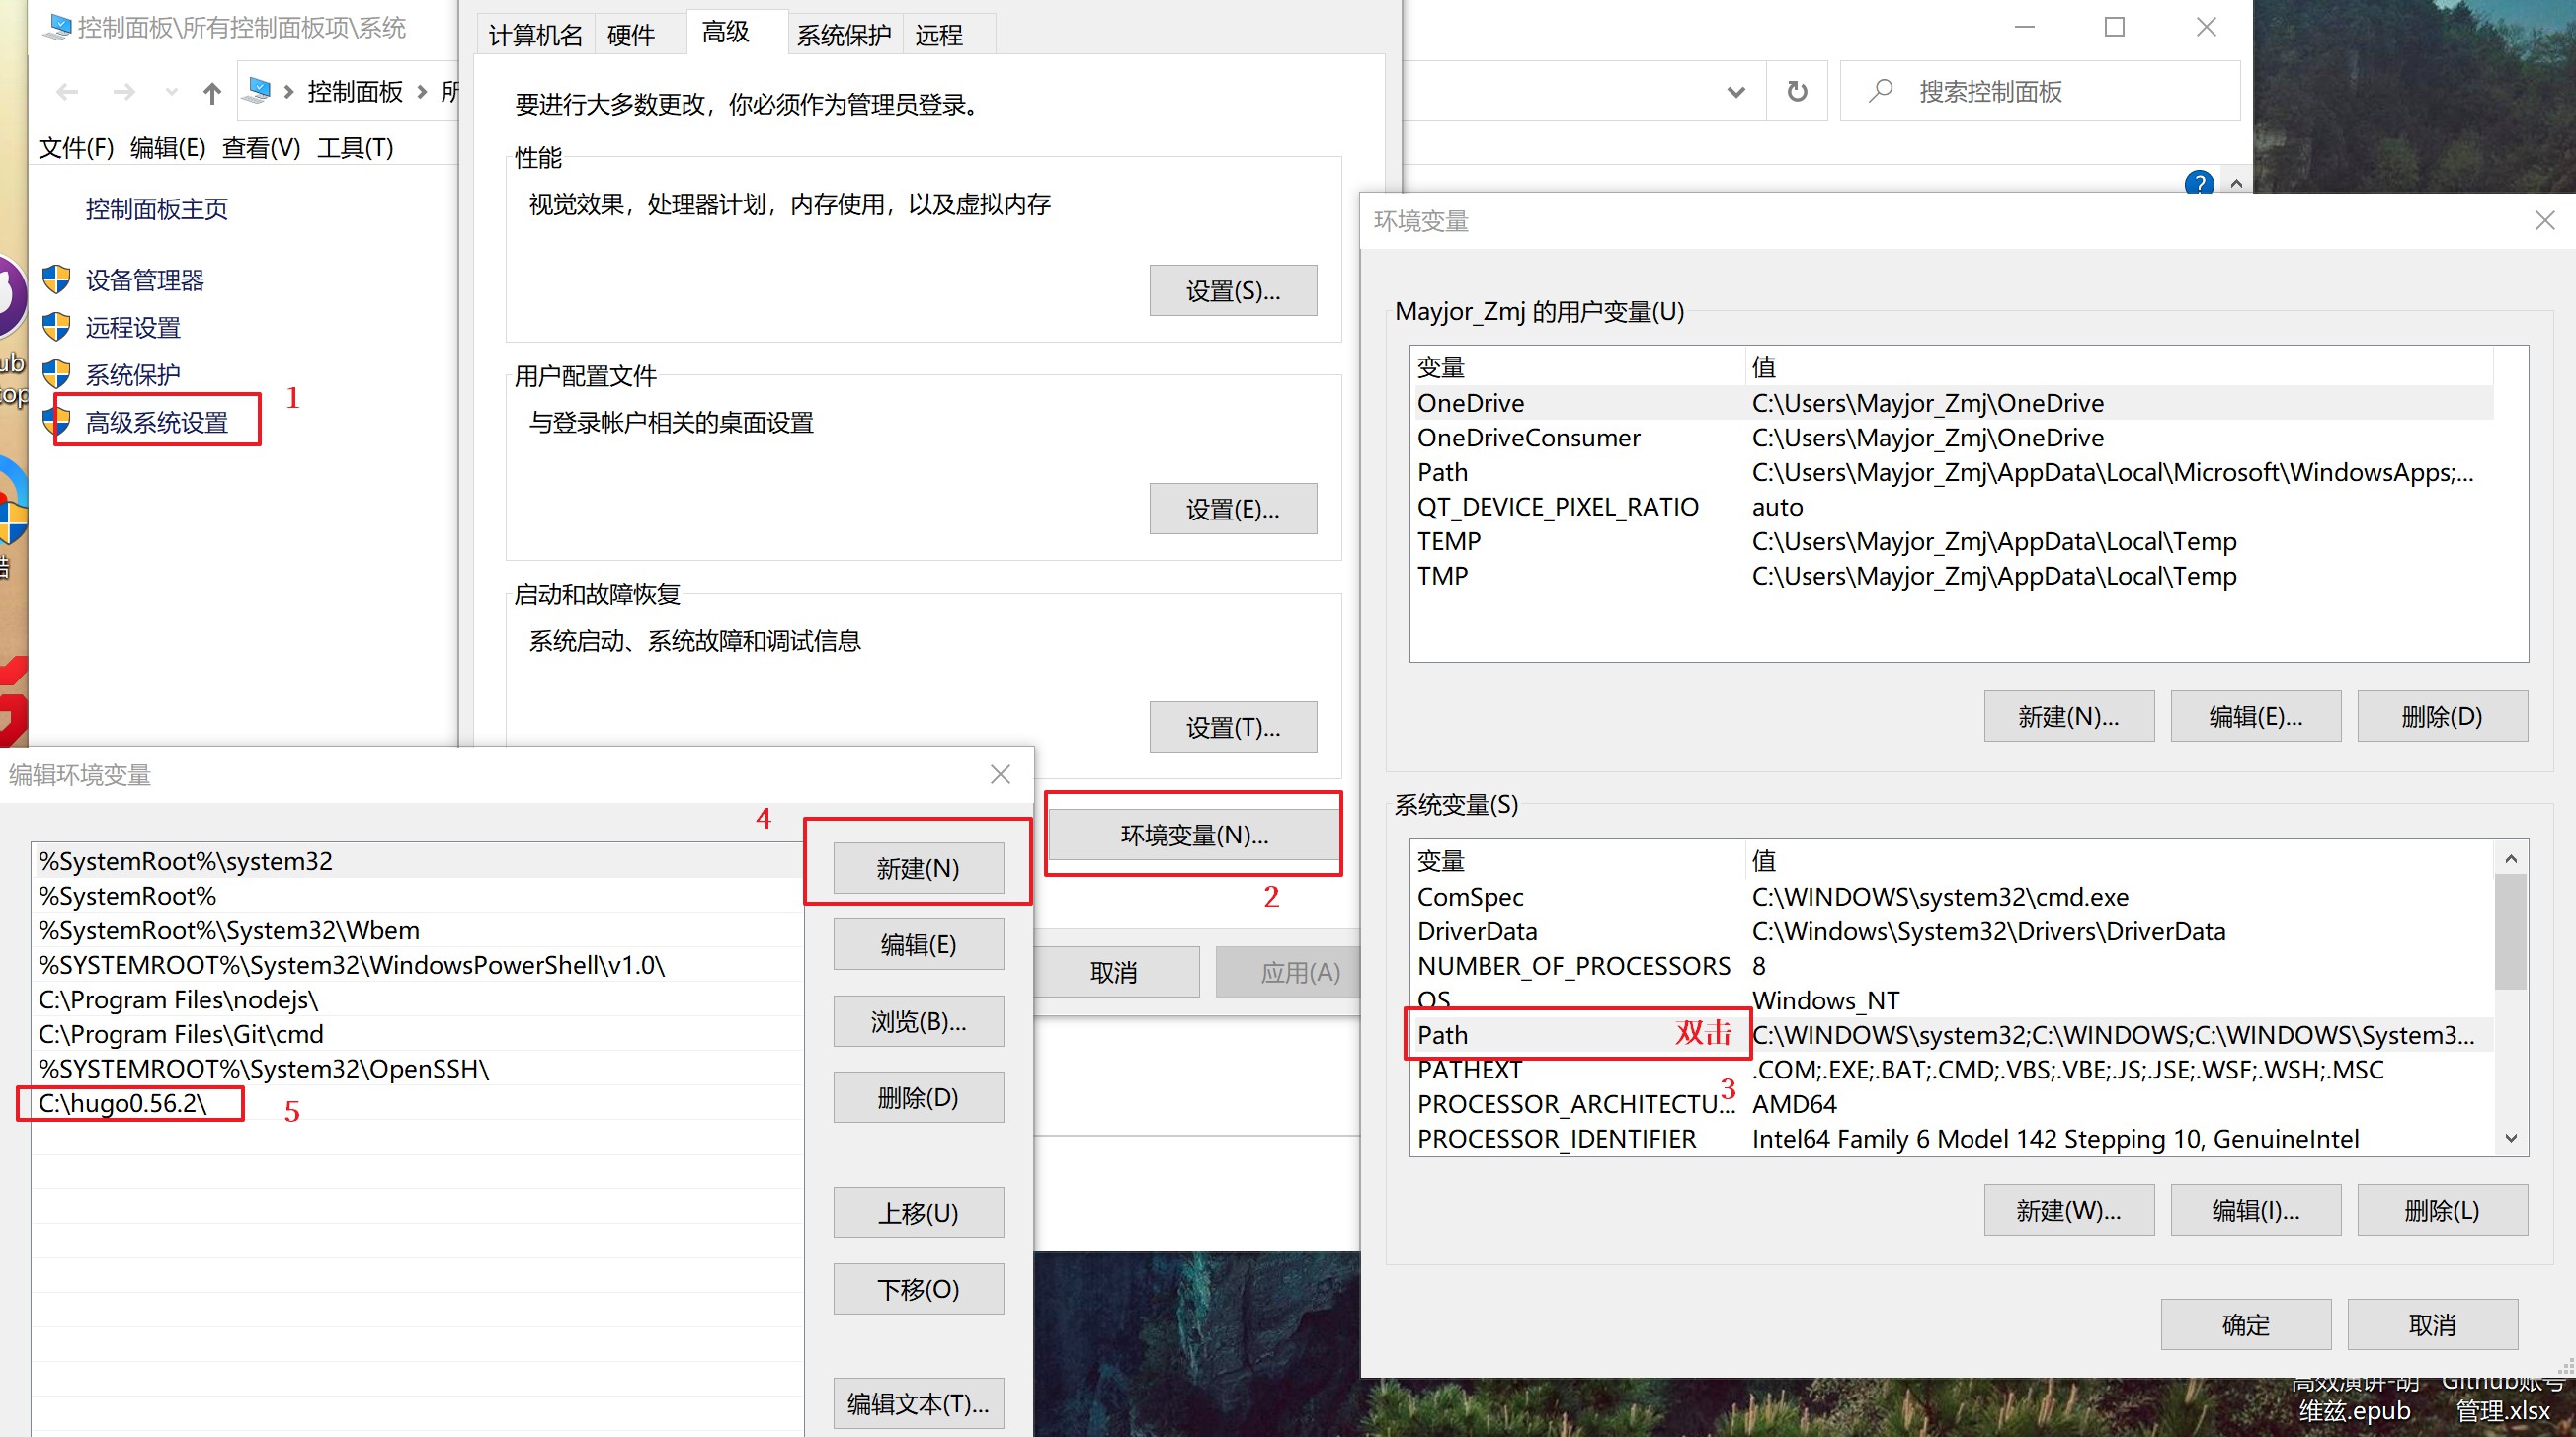 控制面板\所有控制面板项\系统
控制面板
文件(F) 编辑(E) 查看(V) 工具(T)
控制面板主页
设备管理器
远程设置
系统保护
高级系统设置
1
计算机名
硬件
高级
系统保护
远程
要进行大多数更改，你必须作为管理员登录。
性能
视觉效果，处理器计划，内存使用，以及虚拟内存
设置(S)...
用户配置文件
与登录帐户相关的桌面设置
设置(E)...
启动和故障恢复
系统启动、系统故障和调试信息
设置(T)...
环境变量(N)...
2
取消
应用(A)
搜索控制面板
环境变量
Mayjor_Zmj 的用户变量(U)
变量 值
OneDrive C:\Users\Mayjor_Zmj\OneDrive
OneDriveConsumer C:\Users\Mayjor_Zmj\OneDrive
Path C:\Users\Mayjor_Zmj\AppData\Local\Microsoft\WindowsApps;...
QT_DEVICE_PIXEL_RATIO auto
TEMP C:\Users\Mayjor_Zmj\AppData\Local\Temp
TMP C:\Users\Mayjor_Zmj\AppData\Local\Temp
新建(N)...
编辑(E)...
删除(D)
系统变量(S)
变量 值
ComSpec C:\WINDOWS\system32\cmd.exe
DriverData C:\Windows\System32\Drivers\DriverData
NUMBER_OF_PROCESSORS 8
OS Windows_NT
Path 双击 C:\WINDOWS\system32;C:\WINDOWS;C:\WINDOWS\System3...
PATHEXT .COM;.EXE;.BAT;.CMD;.VBS;.VBE;.JS;.JSE;.WSF;.WSH;.MSC
3
PROCESSOR_ARCHITECTU... AMD64
PROCESSOR_IDENTIFIER Intel64 Family 6 Model 142 Stepping 10, GenuineIntel
新建(W)...
编辑(I)...
删除(L)
确定
取消
编辑环境变量
%SystemRoot%\system32
%SystemRoot%
%SystemRoot%\System32\Wbem
%SYSTEMROOT%\System32\WindowsPowerShell\v1.0\
C:\Program Files\nodejs\
C:\Program Files\Git\cmd
%SYSTEMROOT%\System32\OpenSSH\
C:\hugo0.56.2\
5
4
新建(N)
编辑(E)
浏览(B)...
删除(D)
上移(U)
下移(O)
编辑文本(T)...
高效演讲-胡
维兹.epub
Github账号
管理.xlsx